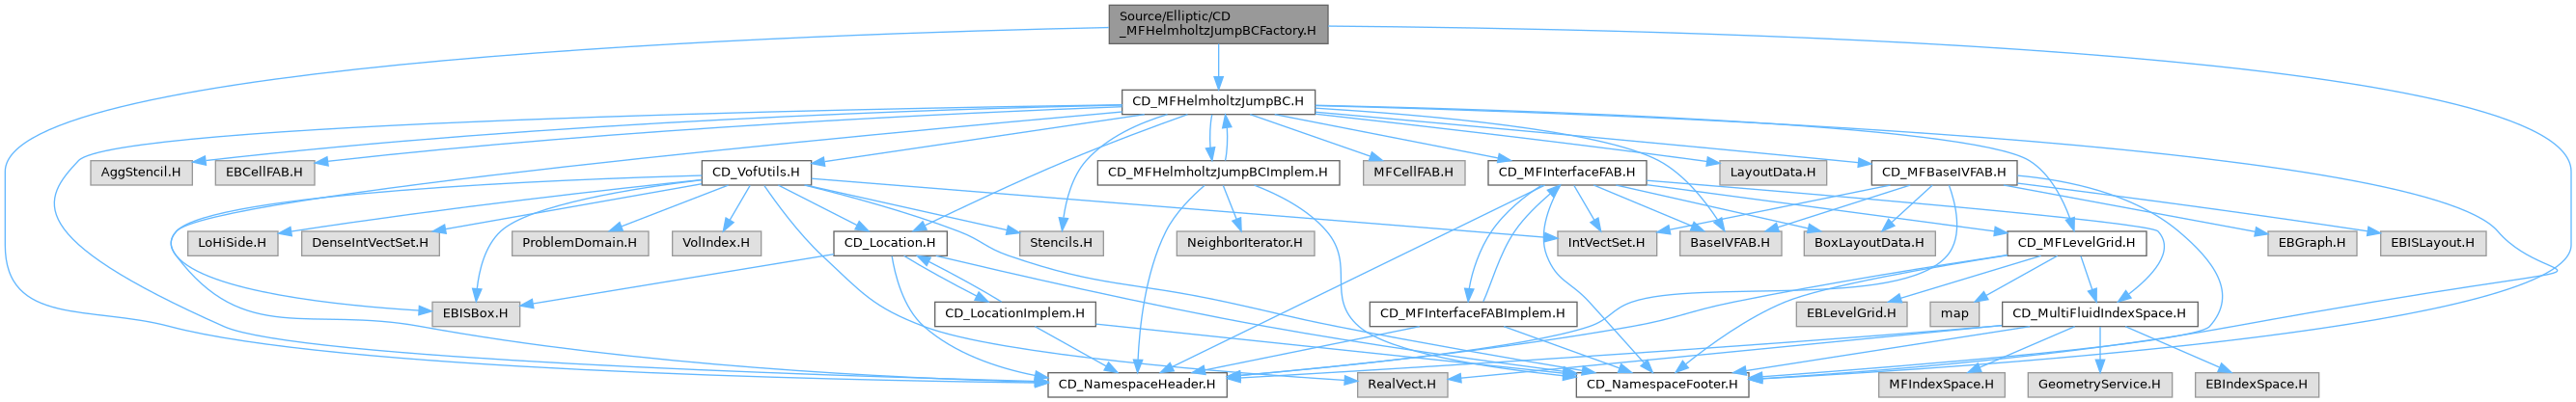 Source/Elliptic/CD
_MFHelmholtzJumpBCFactory.H
CD_MFHelmholtzJumpBC.H
AggStencil.H
EBCellFAB.H
CD_VofUtils.H
CD_MFHelmholtzJumpBCImplem.H
MFCellFAB.H
CD_MFInterfaceFAB.H
LayoutData.H
CD_MFBaseIVFAB.H
LoHiSide.H
DenseIntVectSet.H
ProblemDomain.H
VolIndex.H
CD_Location.H
Stencils.H
NeighborIterator.H
IntVectSet.H
BaseIVFAB.H
BoxLayoutData.H
CD_MFLevelGrid.H
EBGraph.H
EBISLayout.H
EBISBox.H
CD_LocationImplem.H
CD_MFInterfaceFABImplem.H
EBLevelGrid.H
map
CD_MultiFluidIndexSpace.H
CD_NamespaceHeader.H
RealVect.H
CD_NamespaceFooter.H
MFIndexSpace.H
GeometryService.H
EBIndexSpace.H